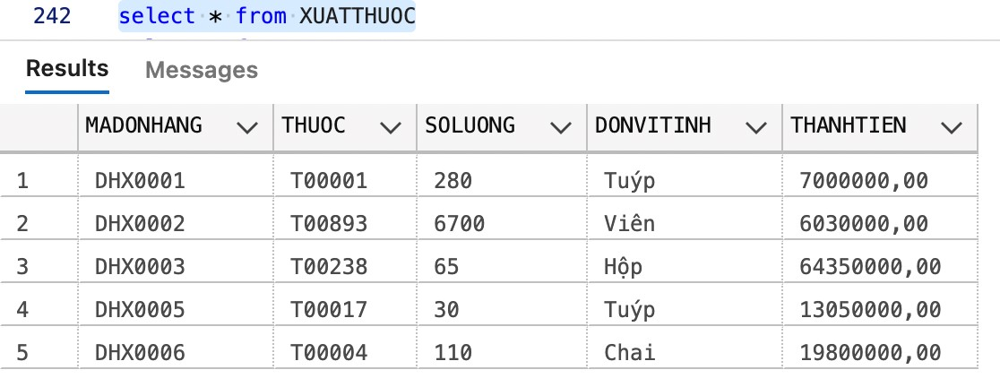 242 select * from XUATTHUOC
Results Messages
MADONHANG THUOC SOLUONG DONVITINH THANHTIEN
1 DHX0001 T00001 280 Tuýp 7000000,00
2 DHX0002 T00893 6700 Viên 6030000,00
3 DHX0003 T00238 65 Hộp 64350000,00
4 DHX0005 T00017 30 Tuýp 13050000,00
5 DHX0006 T00004 110 Chai 19800000,00